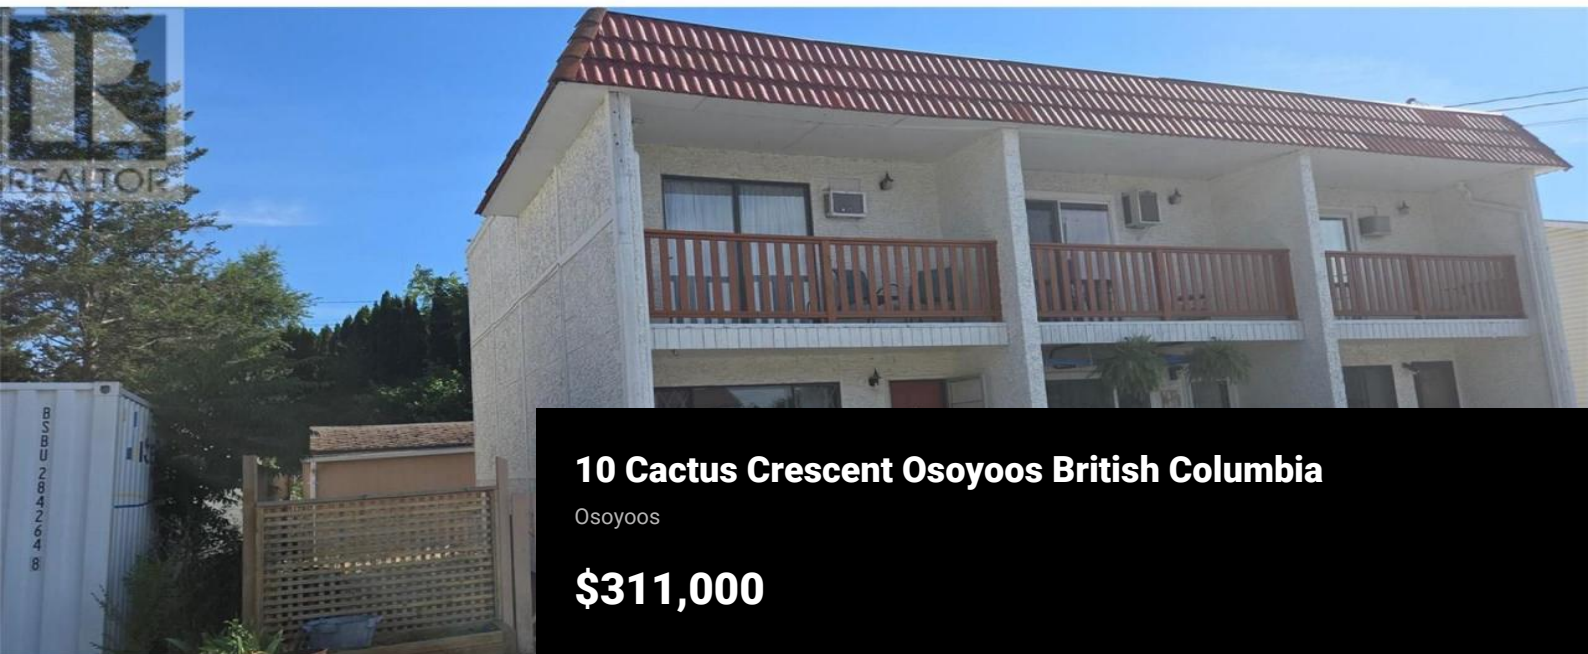 REALTOR
BSBU 284264 8
10 Cactus Crescent Osoyoos British Columbia
Osoyoos
$311,000